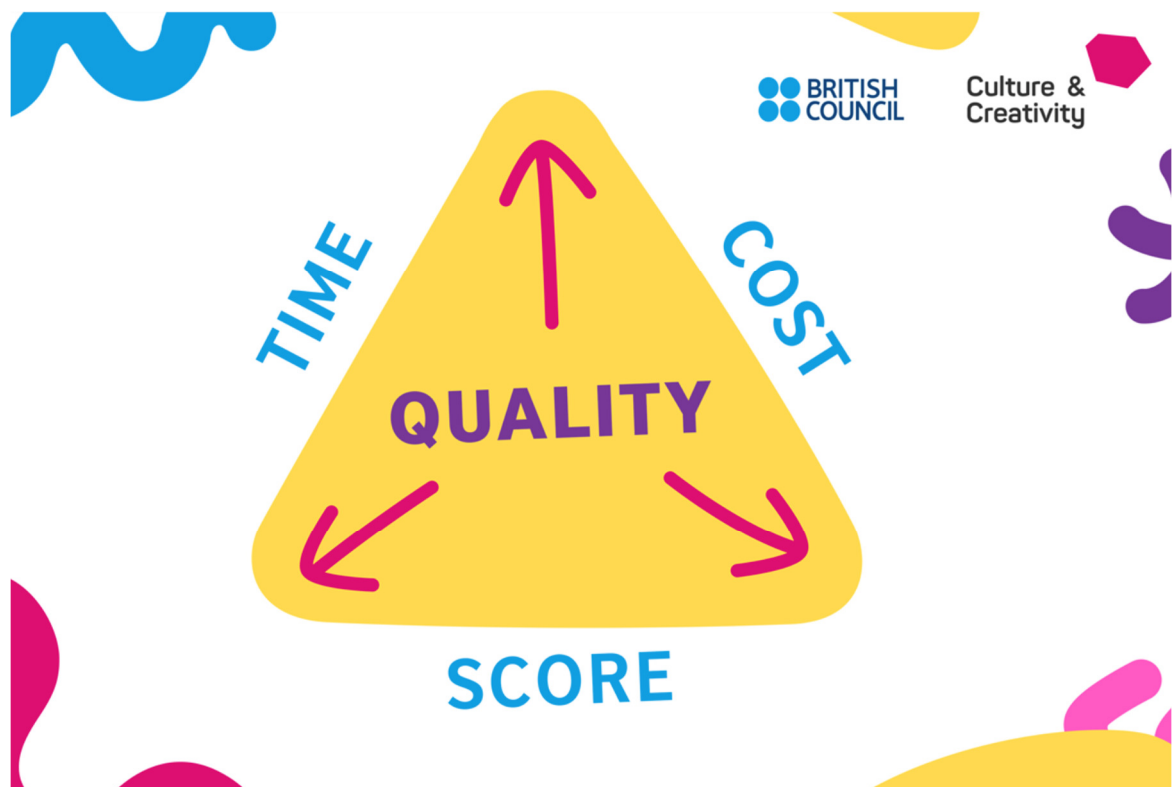 BRITISH
COUNCIL
Culture &
Creativity
TIME
COST
QUALITY
SCORE